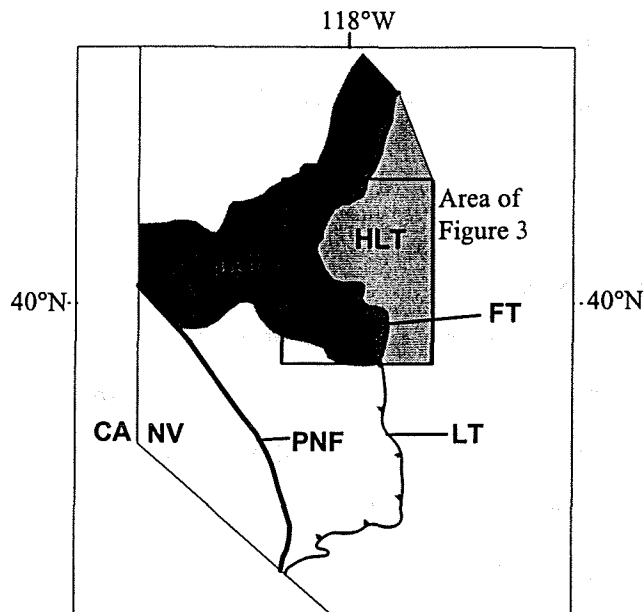 118°W
Area of
Figure 3
HLT
40°N
40°N
FT
CA NV
PNF
LT